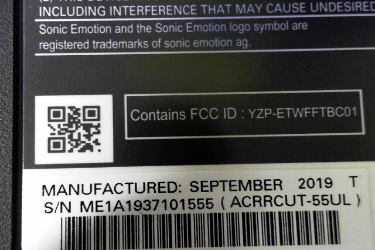 INCLUDING INTERFERENCE THAT MAY CAUSE UNDESIRED
Sonic Emotion and the Sonic Emotion logo symbol are
registered trademarks of sonic emotion ag.
Contains FCC ID : YZP-ETWFFTBC01
MANUFACTURED: SEPTEMBER 2019 T
S/N ME1A1937101555 ( ACRRCUT-55UL )